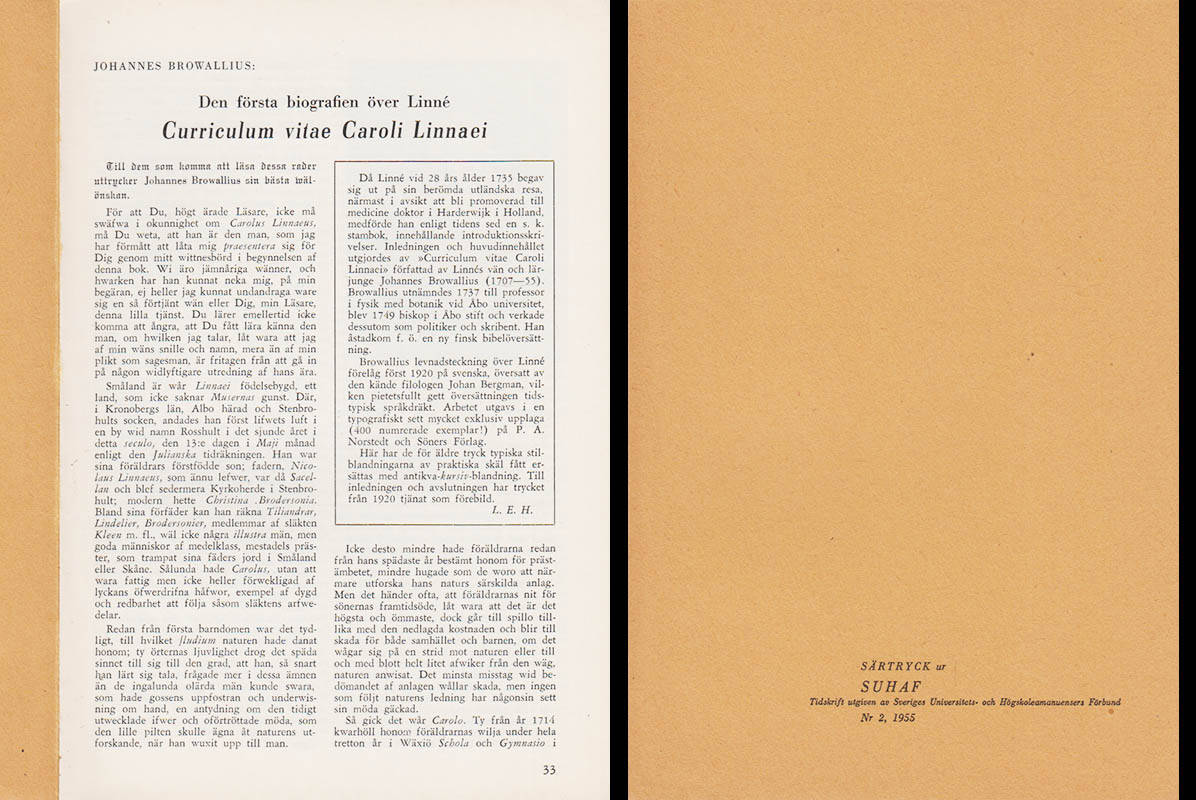 JOHANNES BROWALLIUS:
Den första biografien över Linné
Curriculum vitae Caroli Linnaei
Till dem som komma att läsa dessa rader
uttrycker Johannes Browallius sin bästa wäl-
önskan.
För att Du, högt ärade Läsare, icke må
swäfwa i okunnighet om Carolus Linnaeus,
må Du weta, att han är den man, som jag
har förmått att låta mig praesentera sig för
Dig genom mitt wittnesbörd i begynnelsen af
denna bok. Wi äro jämnåriga wänner, och
hwarken har han kunnat neka mig, på min
begäran, ej heller jag kunnat undandraga ware
sig en så förtjänt wän eller Dig, min Läsare,
denna lilla tjänst. Du lärer emellertid icke
komma att ångra, att Du fått lära känna den
man, om hwilken jag talar, låt wara att jag
af min wäns snille och namn, mera än af min
plikt som sagesman, är fritagen från att gå in
på någon widlyftigare utredning af hans ära.
Småland är wår Linnaei födelsebygd, ett
land, som icke saknar Musernas gunst. Där,
i Kronobergs län, Albo härad och Stenbro-
hults socken, andades han först lifwets luft i
en by wid namn Rosshult i det sjunde året i
detta seculo, den 13:e dagen i Maji månad
enligt den Julianska tidräkningen. Han war
sina föräldrars förstfödde son; fadern, Nico-
laus Linnaeus, som ännu lefwer, var då Sacel-
lan och blef sedermera Kyrkoherde i Stenbro-
hult; modern hette Christina Brodersonia.
Bland sina förfäder kan han räkna Tiliandrar,
Lindelier, Brodersonier, medlemmar af släkten
Kleen m. fl., wäl icke några illustra män, men
goda människor af medelklass, mestadels präs-
ter, som trampat sina fäders jord i Småland
eller Skåne. Sålunda hade Carolus, utan att
wara fattig men icke heller förwekligad af
lyckans öfwerdrifna håfwor, exempel af dygd
och redbarhet att följa såsom släktens arfwe-
delar.
Redan från första barndomen war det tyd-
ligt, till hvilket studium naturen hade danat
honom; ty örternas ljuvlighet drog det späda
sinnet till sig till den grad, att han, så snart
han lärt sig tala, frågade mer i dessa ämnen
än de ingalunda olärda män kunde swara,
som hade gossens uppfostran och underwis-
ning om hand, en antydning om den tidigt
utwecklade ifwer och oförtröttade möda, som
den lille pilten skulle ägna åt naturens ut-
forskande, när han wuxit upp till man.
Då Linné vid 28 års ålder 1735 begav
sig ut på sin berömda utländska resa,
närmast i avsikt att bli promoverad till
medicine doktor i Harderwijk i Holland,
medförde han enligt tidens sed en s. k.
stambok, innehållande introduktionsskri-
velser. Inledningen och huvudinnehållet
utgjordes av »Curriculum vitae Caroli
Linnaei» författad av Linnés vän och lär-
junge Johannes Browallius (1707—55).
Browallius utnämndes 1737 till professor
i fysik med botanik vid Åbo universitet,
blev 1749 biskop i Åbo stift och verkade
dessutom som politiker och skribent. Han
åstadkom f. ö. en ny finsk bibelöversätt-
ning.
Browallius levnadsteckning över Linné
förelåg först 1920 på svenska, översatt av
den kände filologen Johan Bergman, vil-
ken pietetsfullt gett översättningen tids-
typisk språkdräkt. Arbetet utgavs i en
typografiskt sett mycket exklusiv upplaga
(400 numrerade exemplar!) på P. A.
Norstedt och Söners Förlag.
Här har de för äldre tryck typiska stil-
blandningarna av praktiska skäl fått er-
sättas med antikva-kursiv-blandning. Till
inledningen och avslutningen har trycket
från 1920 tjänat som förebild.
L. E. H.
Icke desto mindre hade föräldrarna redan
från hans spädaste år bestämt honom för präst-
ämbetet, mindre hugade som de woro att när-
mare utforska hans naturs särskilda anlag.
Men det händer ofta, att föräldrarnas nit för
sönernas framtidsöde, låt wara att det är det
högsta och ömmaste, dock går till spillo till-
lika med den nedlagda kostnaden och blir till
skada för både samhället och barnen, om det
wågar sig på en strid mot naturen eller till
och med blott helt litet afwiker från den wäg,
naturen anwisat. Det minsta misstag wid be-
dömandet af anlagen wållar skada, men ingen
som följt naturens ledning har någonsin sett
sin möda gäckad.
Så gick det wår Carolo. Ty från år 1714
kwarhöll honom föräldrarnas wilja under hela
tretton år i Wäxiö Schola och Gymnasio i
33
SÄRTRYCK ur
SUHAF
Tidskrift utgiven av Sveriges Universitets- och Högskoleamanuensers Förbund
Nr 2, 1955